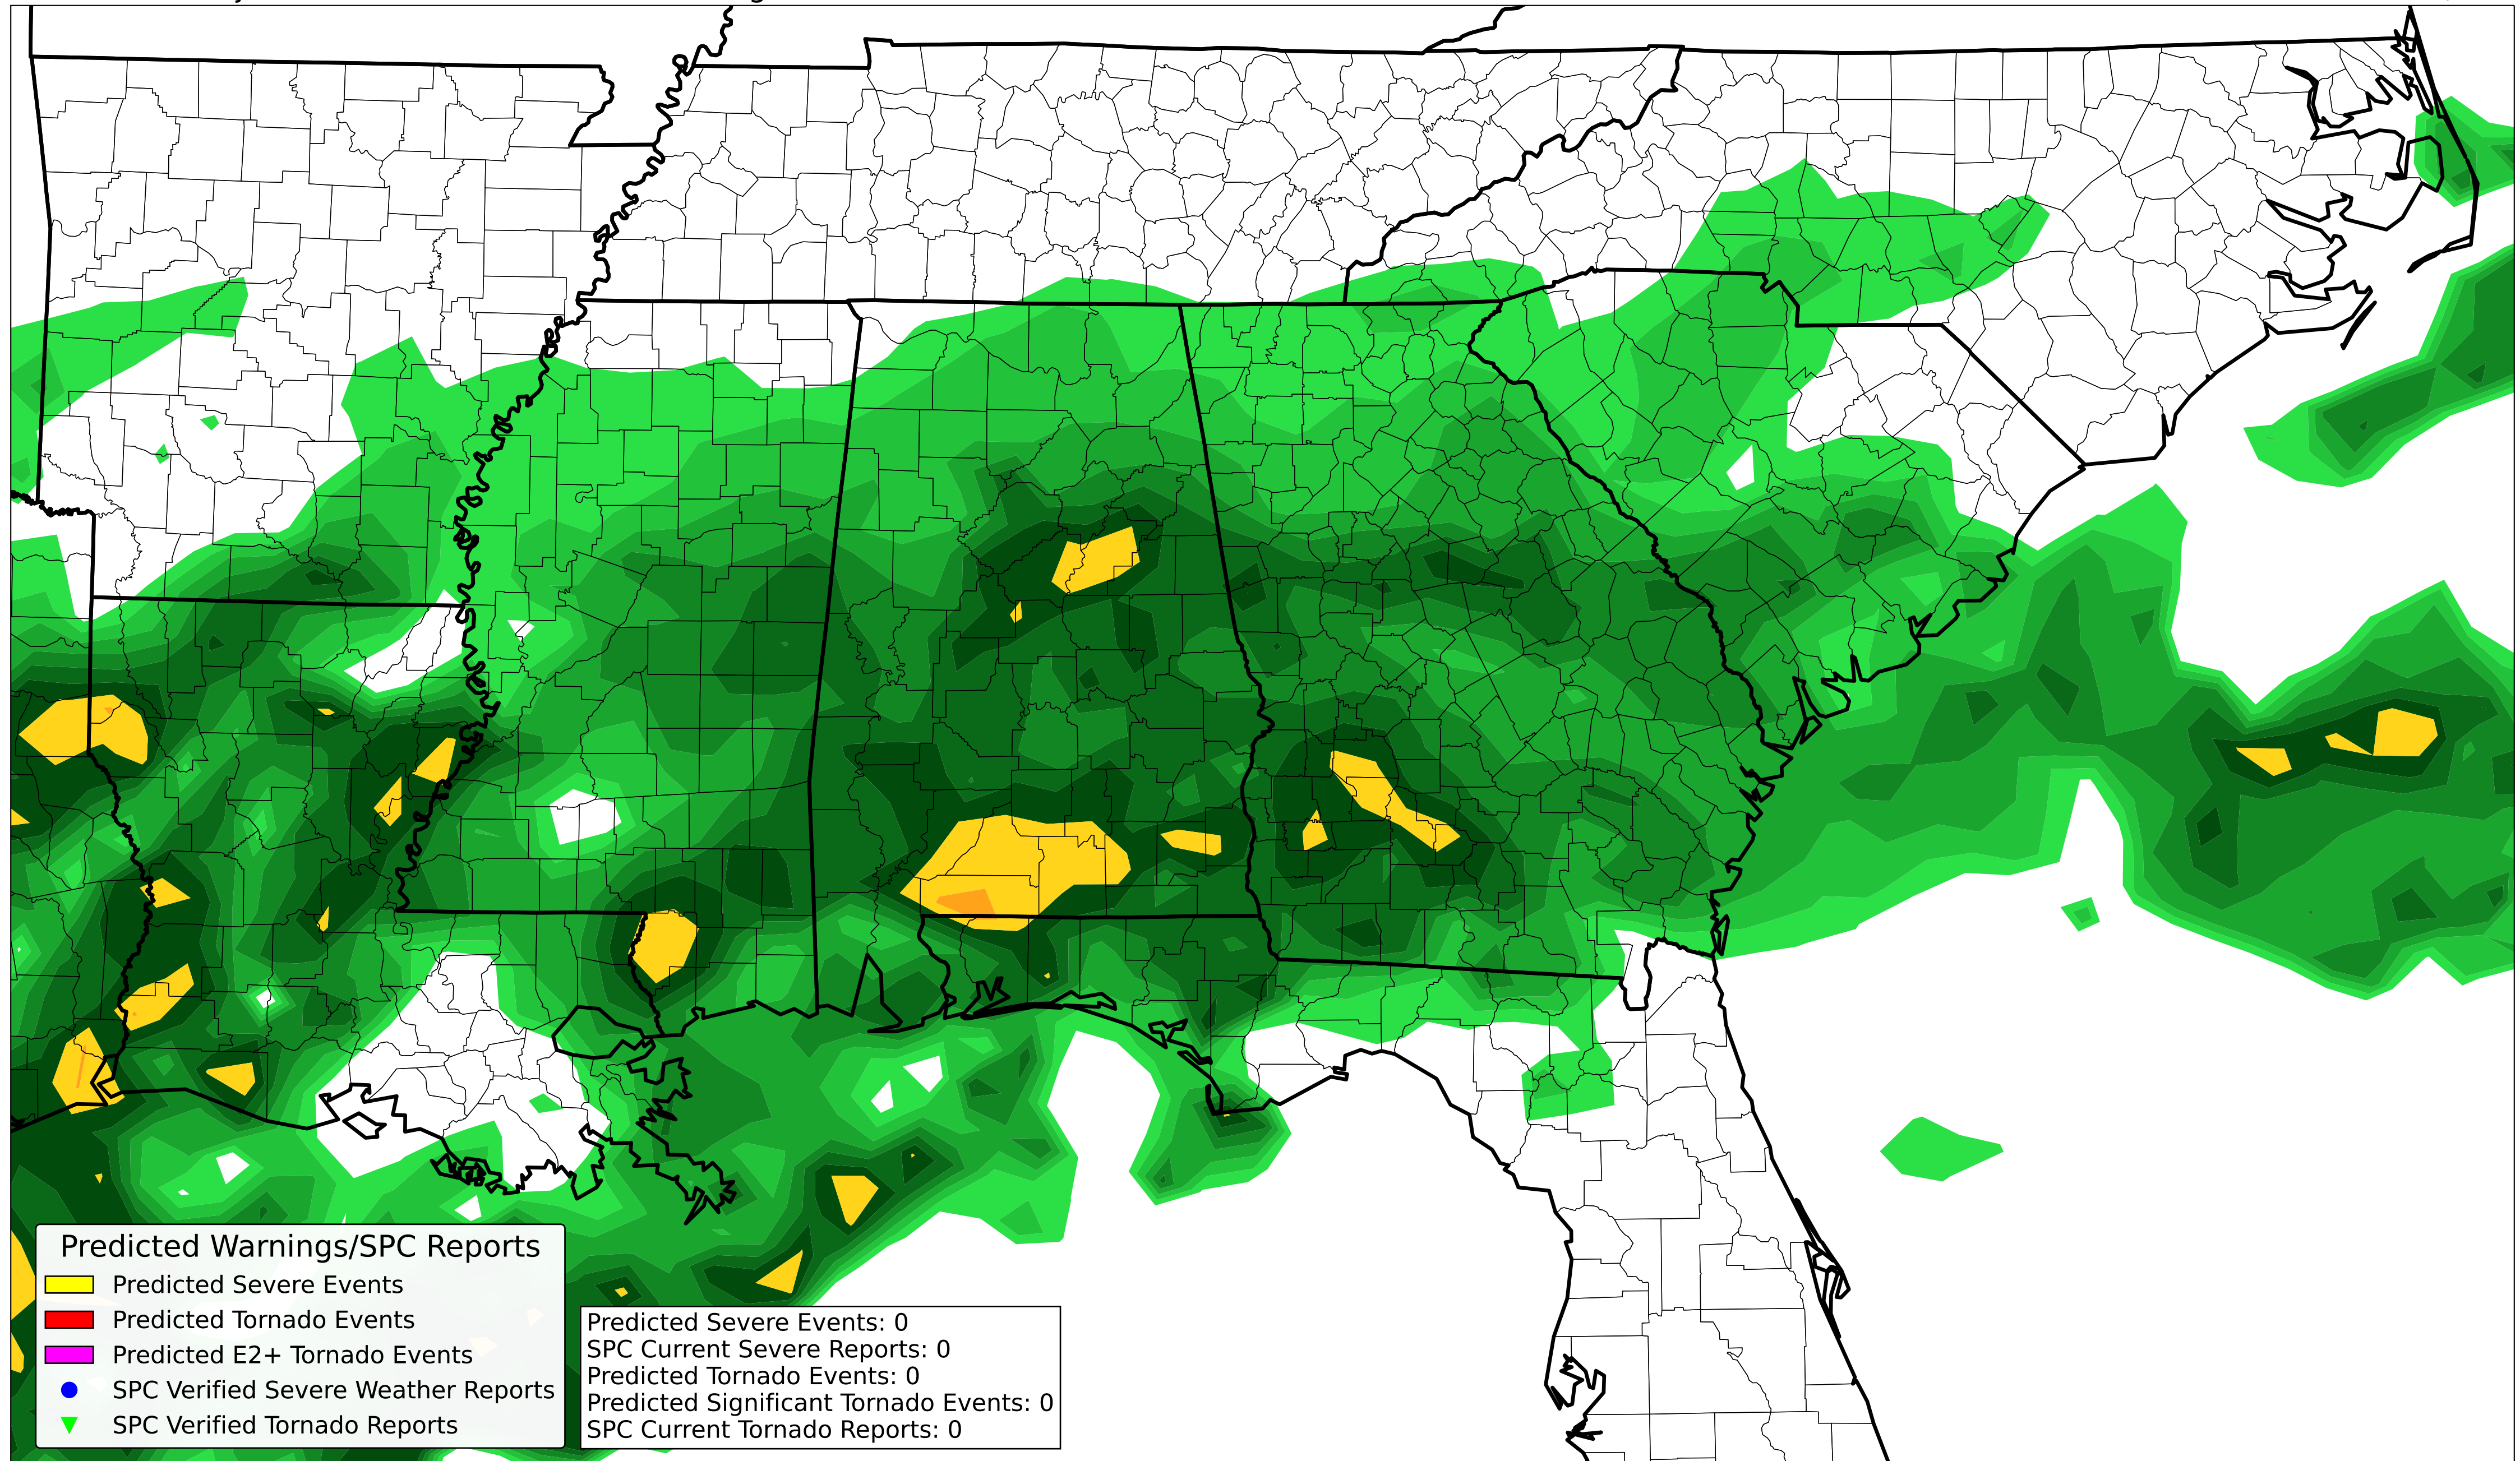 Predicted Warnings/SPC Reports
Predicted Severe Events
Predicted Tornado Events
Predicted E2+ Tornado Events
SPC Verified Severe Weather Reports
SPC Verified Tornado Reports
Predicted Severe Events: 0
SPC Current Severe Reports: 0
Predicted Tornado Events: 0
Predicted Significant Tornado Events: 0
SPC Current Tornado Reports: 0